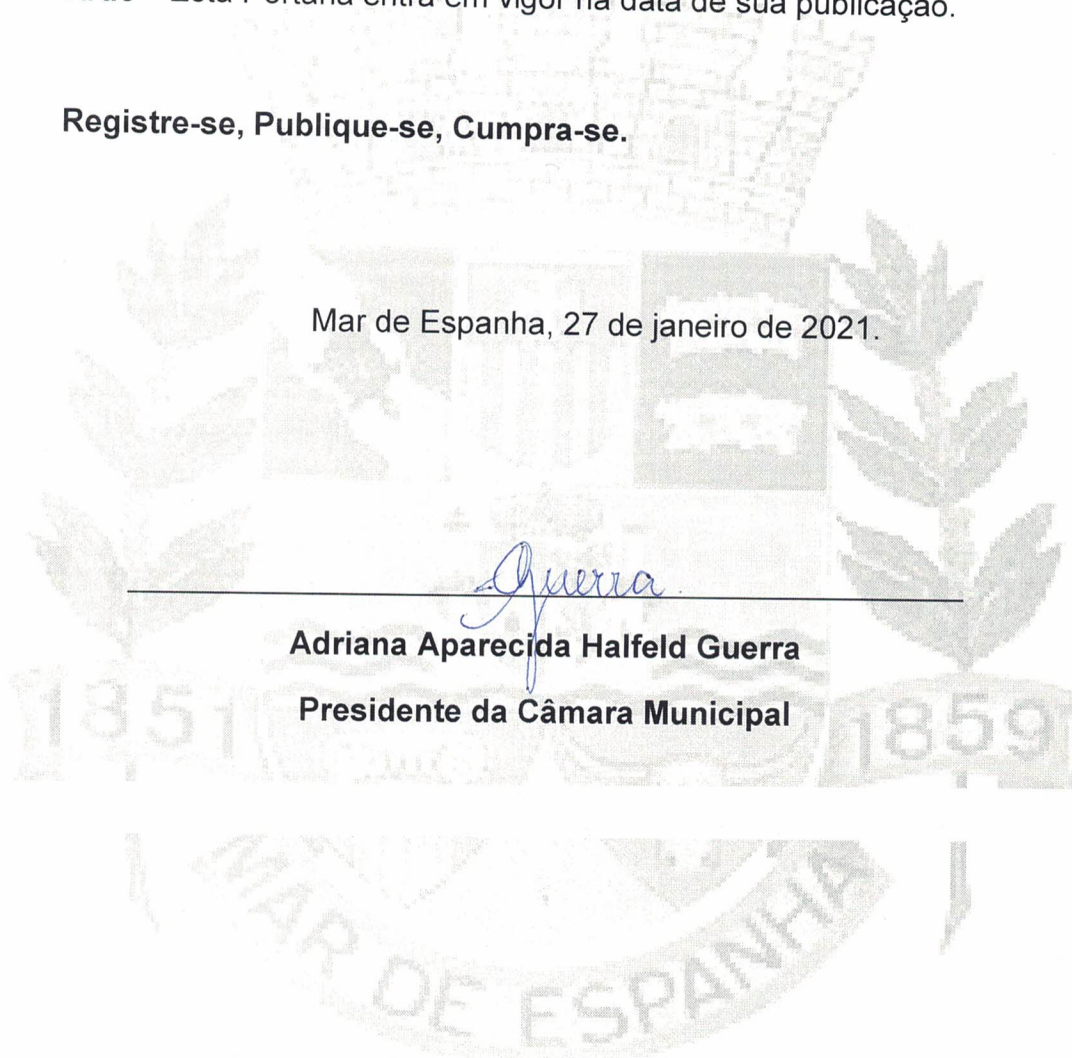 Esta Portaria entra em vigor na data de sua publicação.
Registre-se, Publique-se, Cumpra-se.
Mar de Espanha, 27 de janeiro de 2021.
Guerra
Adriana Aparecida Halfeld Guerra
Presidente da Câmara Municipal
1851
1859
MAR DE ESPANHA